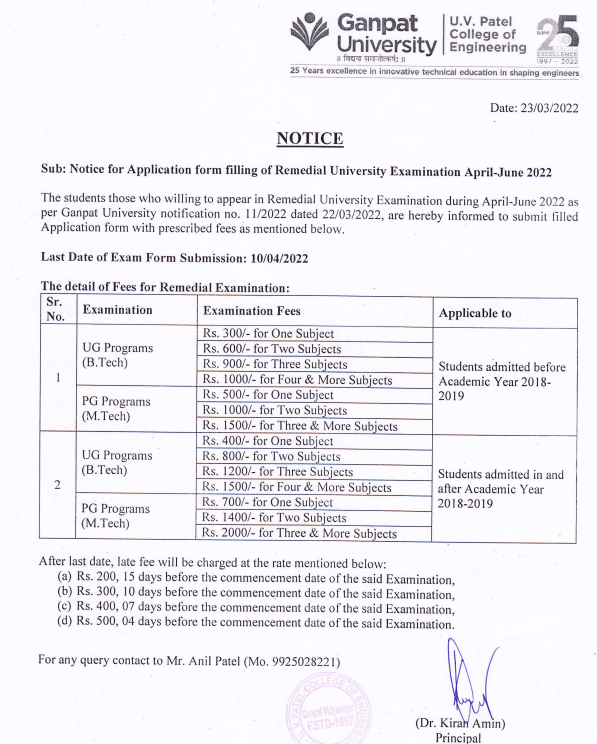 Ganpat University
U.V. Patel College of Engineering
25
EXCELLENCE
1997 - 2022
॥ विद्यया समाजोत्कर्षः ॥
25 Years excellence in innovative technical education in shaping engineers
Date: 23/03/2022
NOTICE
Sub: Notice for Application form filling of Remedial University Examination April-June 2022
The students those who willing to appear in Remedial University Examination during April-June 2022 as
per Ganpat University notification no. 11/2022 dated 22/03/2022, are hereby informed to submit filled
Application form with prescribed fees as mentioned below.
Last Date of Exam Form Submission: 10/04/2022
The detail of Fees for Remedial Examination:
Sr. No. Examination Examination Fees Applicable to
1
UG Programs (B.Tech)
Rs. 300/- for One Subject
Rs. 600/- for Two Subjects
Rs. 900/- for Three Subjects
Rs. 1000/- for Four & More Subjects
PG Programs (M.Tech)
Rs. 500/- for One Subject
Rs. 1000/- for Two Subjects
Rs. 1500/- for Three & More Subjects
Students admitted before
Academic Year 2018-
2019
2
UG Programs (B.Tech)
Rs. 400/- for One Subject
Rs. 800/- for Two Subjects
Rs. 1200/- for Three Subjects
Rs. 1500/- for Four & More Subjects
PG Programs (M.Tech)
Rs. 700/- for One Subject
Rs. 1400/- for Two Subjects
Rs. 2000/- for Three & More Subjects
Students admitted in and
after Academic Year
2018-2019
After last date, late fee will be charged at the rate mentioned below:
(a) Rs. 200, 15 days before the commencement date of the said Examination,
(b) Rs. 300, 10 days before the commencement date of the said Examination,
(c) Rs. 400, 07 days before the commencement date of the said Examination,
(d) Rs. 500, 04 days before the commencement date of the said Examination.
For any query contact to Mr. Anil Patel (Mo. 9925028221)
PATEL COLLEGE OF
Ganpat Vidyanagar
ESTD-1997
(Dr. Kiran Amin)
Principal